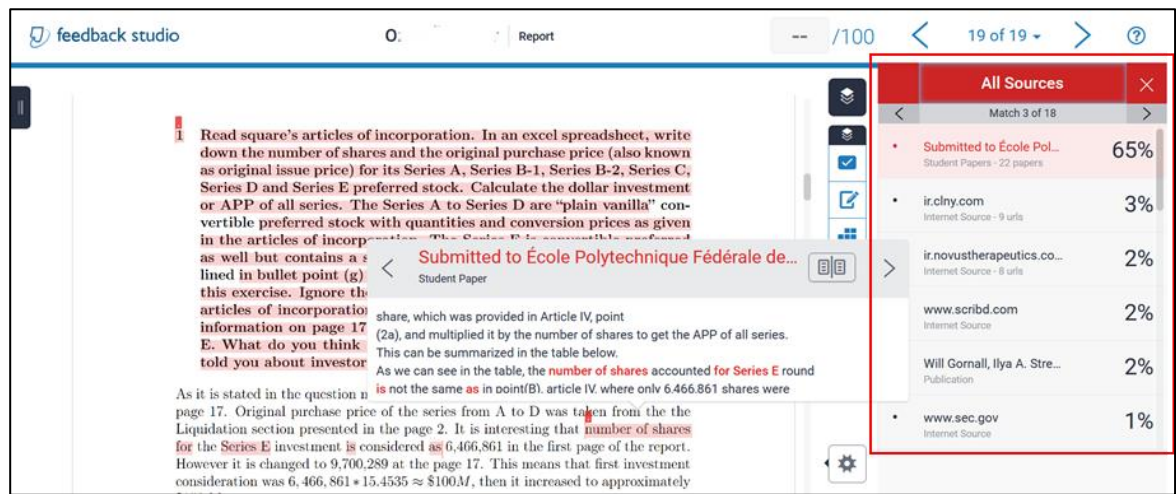 feedback studio
Report
-- /100
19 of 19
?
All Sources
Match 3 of 18
Submitted to École Pol...
Student Papers - 22 papers
65%
ir.clny.com
Internet Source - 9 urls
3%
ir.novustherapeutics.co...
Internet Source - 8 urls
2%
www.scribd.com
Internet Source
2%
Will Gornall, Ilya A. Stre...
Publication
2%
www.sec.gov
Internet Source
1%
1 Read square's articles of incorporation. In an excel spreadsheet, write
down the number of shares and the original purchase price (also known
as original issue price) for its Series A, Series B-1, Series B-2, Series C,
Series D and Series E preferred stock. Calculate the dollar investment
or APP of all series. The Series A to Series D are “plain vanilla” con-
vertible preferred stock with quantities and conversion prices as given
in the articles of incorporation. The Series E is convertible preferred
as well but contains a
lined in bullet point (g)
this exercise. Ignore
articles of incorporation
information on page 17
E. What do you think
told you about investor
Submitted to École Polytechnique Fédérale de...
Student Paper
share, which was provided in Article IV, point
(2a), and multiplied it by the number of shares to get the APP of all series.
This can be summarized in the table below.
As we can see in the table, the number of shares accounted for Series E round
is not the same as in point(B), article IV, where only 6,466,861 shares were
As it is stated in the question
page 17. Original prchase price of the series from A to D was taken from the the
Liquidation section presented in the page 2. It is interesting that number of shares
for the Series E investment is considered as 6,466,861 in the first page of the report.
However it is changed to 9,700,289 at the page 17. This means that first investment
consideration was 6, 466, 861 * 15.4535 ≈ $100M, then it increased to approximately